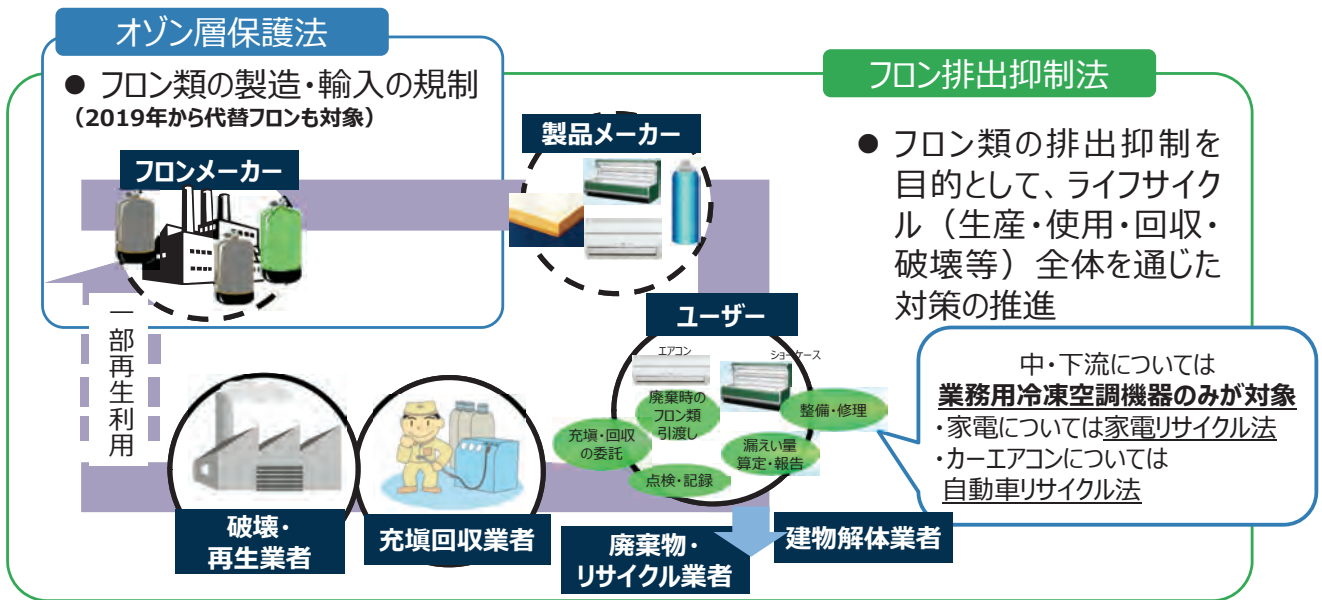 オゾン層保護法
● フロン類の製造・輸入の規制
（2019年から代替フロンも対象）
フロンメーカー
製品メーカー
フロン排出抑制法
● フロン類の排出抑制を
目的として、ライフサイク
ル（生産・使用・回収・
破壊等）全体を通じた
対策の推進
一部再生利用
ユーザー
エアコン
ショーケース
廃棄時の
フロン類
引渡し
整備・修理
充塡・回収
の委託
漏えい量
算定・報告
点検・記録
中・下流については
業務用冷凍空調機器のみが対象
・家電については家電リサイクル法
・カーエアコンについては
自動車リサイクル法
破壊・
再生業者
充塡回収業者
廃棄物・
リサイクル業者
建物解体業者